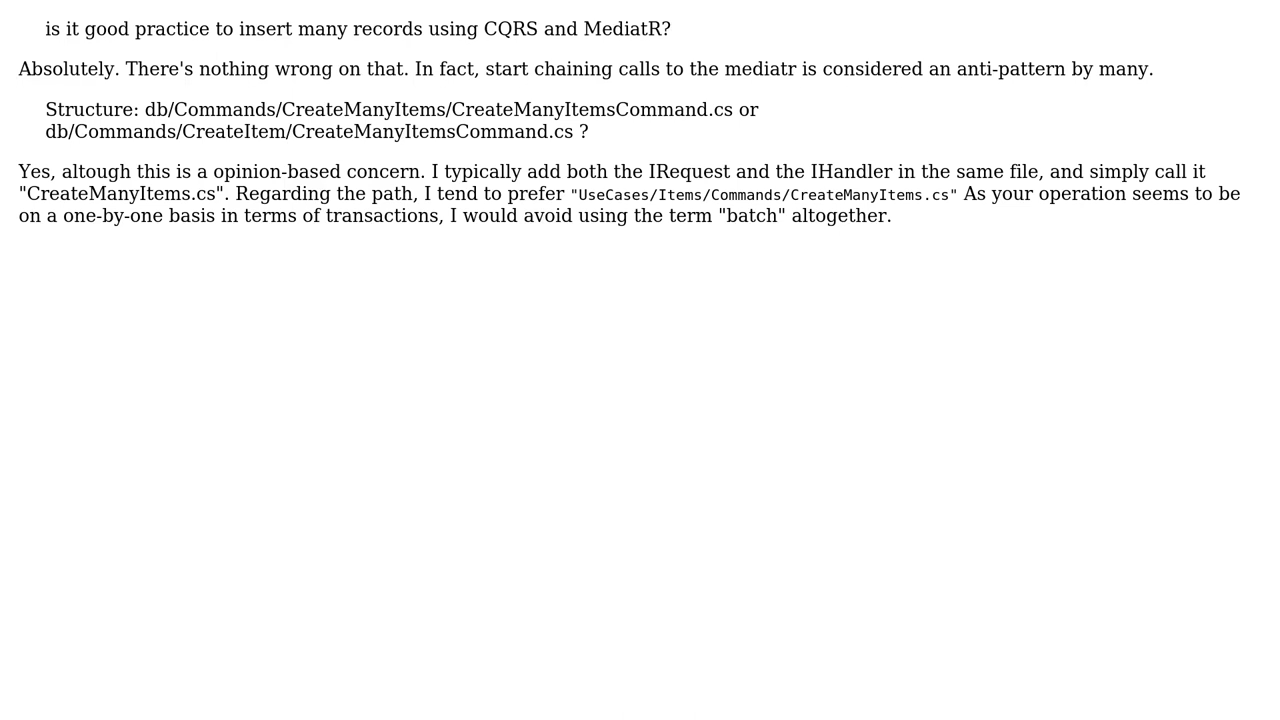 is it good practice to insert many records using CQRS and MediatR?
Absolutely. There's nothing wrong on that. In fact, start chaining calls to the mediatr is considered an anti-pattern by many.
Structure: db/Commands/CreateManyItems/CreateManyItemsCommand.cs or
db/Commands/CreateItem/CreateManyItemsCommand.cs ?
Yes, altough this is a opinion-based concern. I typically add both the IRequest and the IHandler in the same file, and simply call it
"CreateManyItems.cs". Regarding the path, I tend to prefer "UseCases/Items/Commands/CreateManyItems.cs" As your operation seems to be
on a one-by-one basis in terms of transactions, I would avoid using the term "batch" altogether.